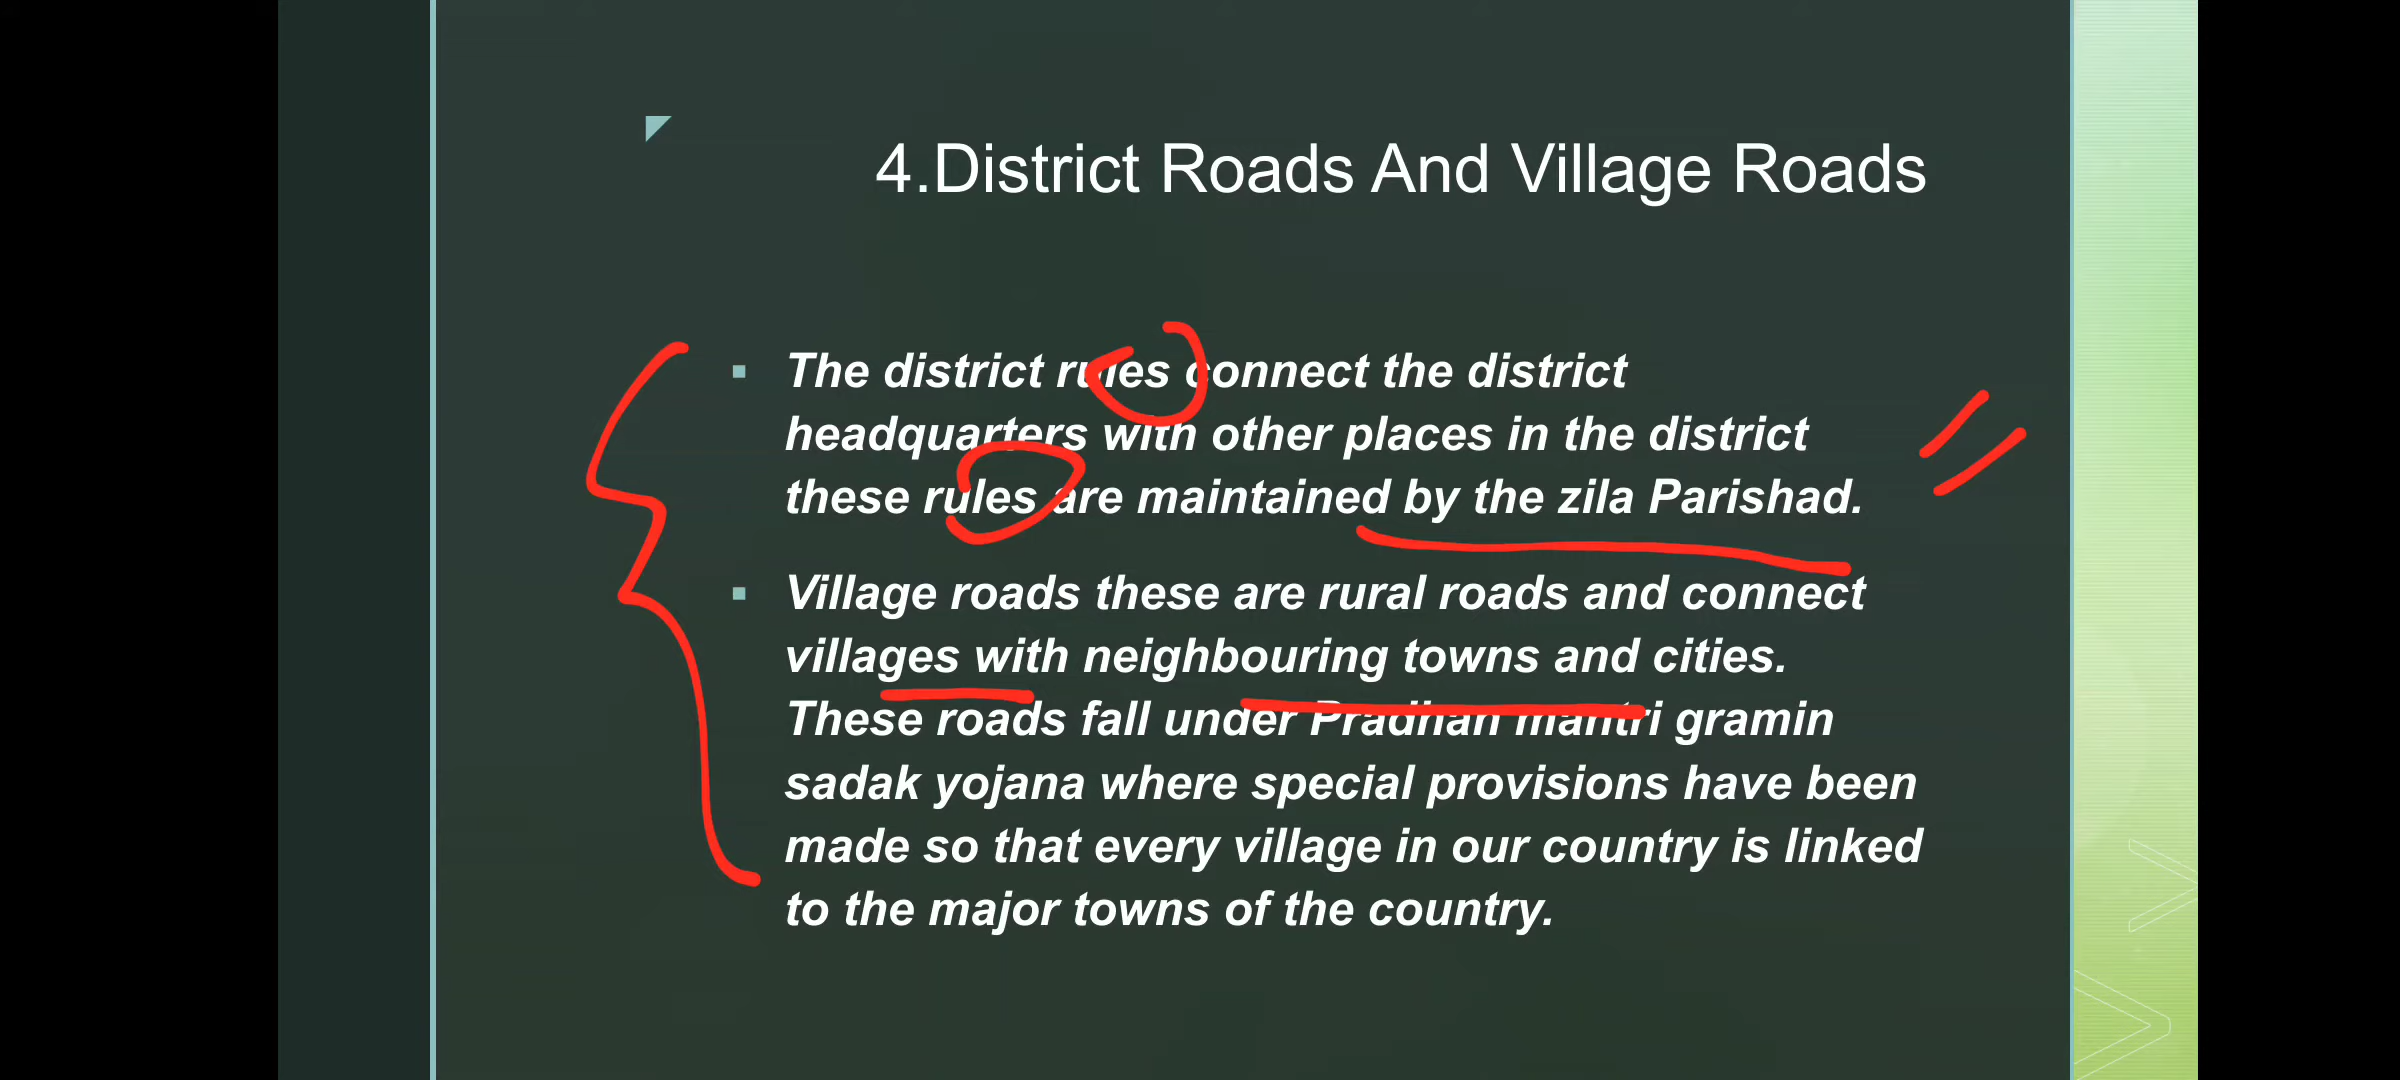 4.District Roads And Village Roads
The district rules connect the district
headquarters with other places in the district
these rules are maintained by the zila Parishad.
Village roads these are rural roads and connect
villages with neighbouring towns and cities.
These roads fall under Pradhan mantri gramin
sadak yojana where special provisions have been
made so that every village in our country is linked
to the major towns of the country.